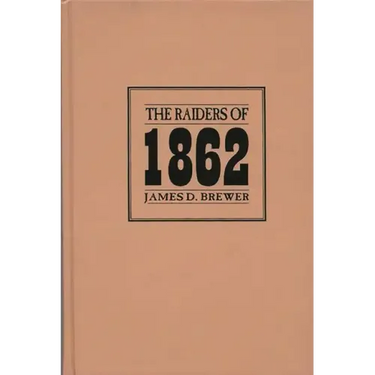 THE RAIDERS OF
1862
JAMES D. BREWER